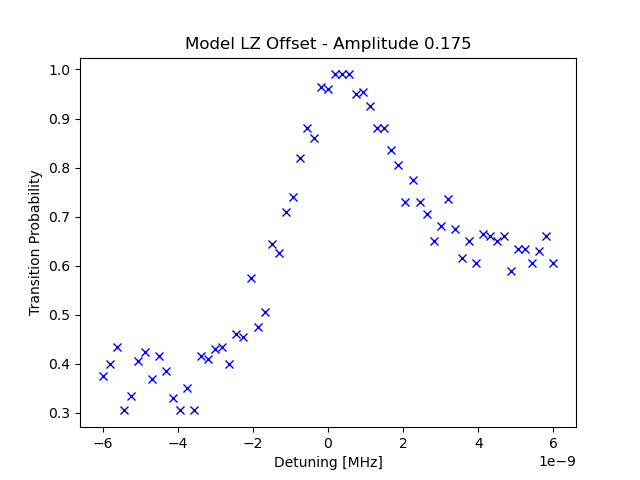 Model LZ Offset - Amplitude 0.175
1.0
0.9
0.8
0.7
0.6
0.5
0.4
0.3
Transition Probability
−6 −4 −2 0 2 4 6
1e−9
Detuning [MHz]